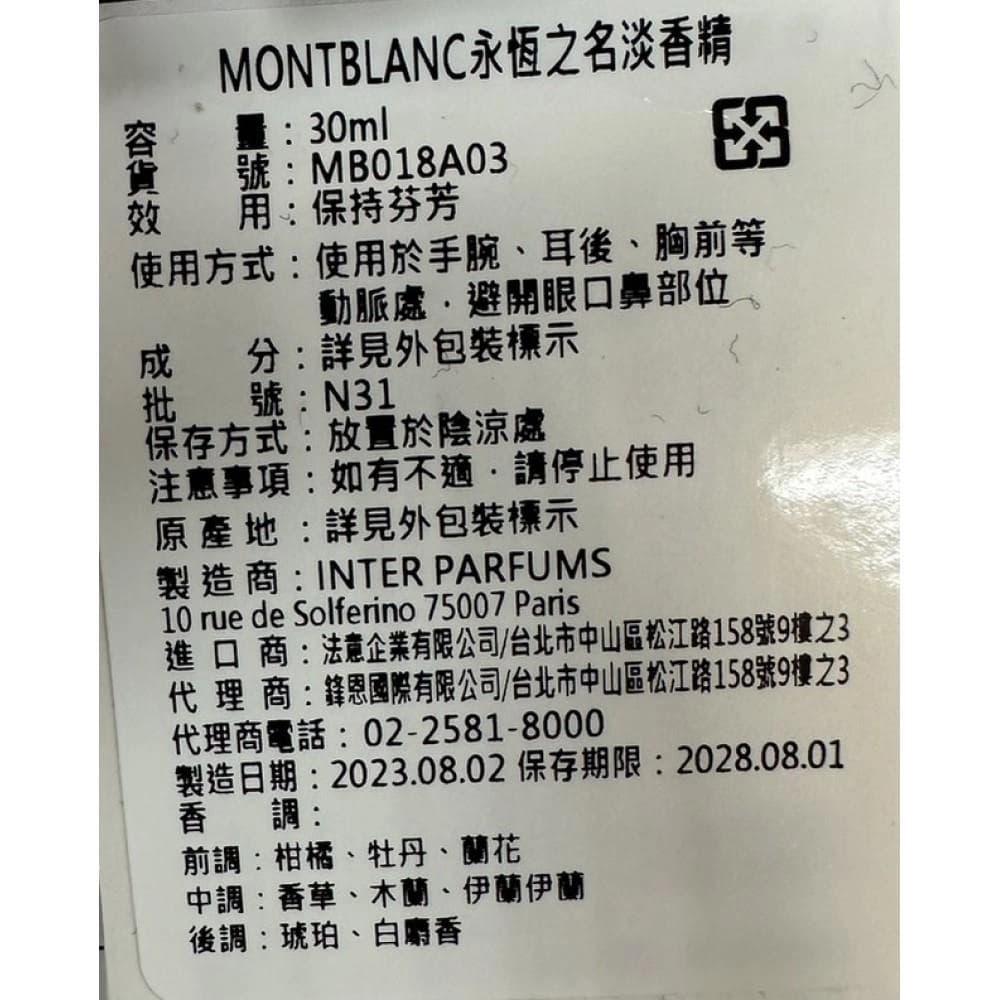 MONTBLANC永恆之名淡香精
容 量：30ml
貨 號：MB018A03
效 用：保持芬芳
使用方式：使用於手腕、耳後、胸前等
動脈處．避開眼口鼻部位
成 分：詳見外包裝標示
批 號：N31
保存方式：放置於陰涼處
注意事項：如有不適．請停止使用
原 產 地：詳見外包裝標示
製 造 商：INTER PARFUMS
10 rue de Solferino 75007 Paris
進 口 商：法意企業有限公司/台北市中山區松江路158號9樓之3
代 理 商：鋒恩國際有限公司/台北市中山區松江路158號9樓之3
代理商電話：02-2581-8000
製造日期：2023.08.02 保存期限：2028.08.01
香 調：
前調：柑橘、牡丹、蘭花
中調：香草、木蘭、伊蘭伊蘭
後調：琥珀、白麝香